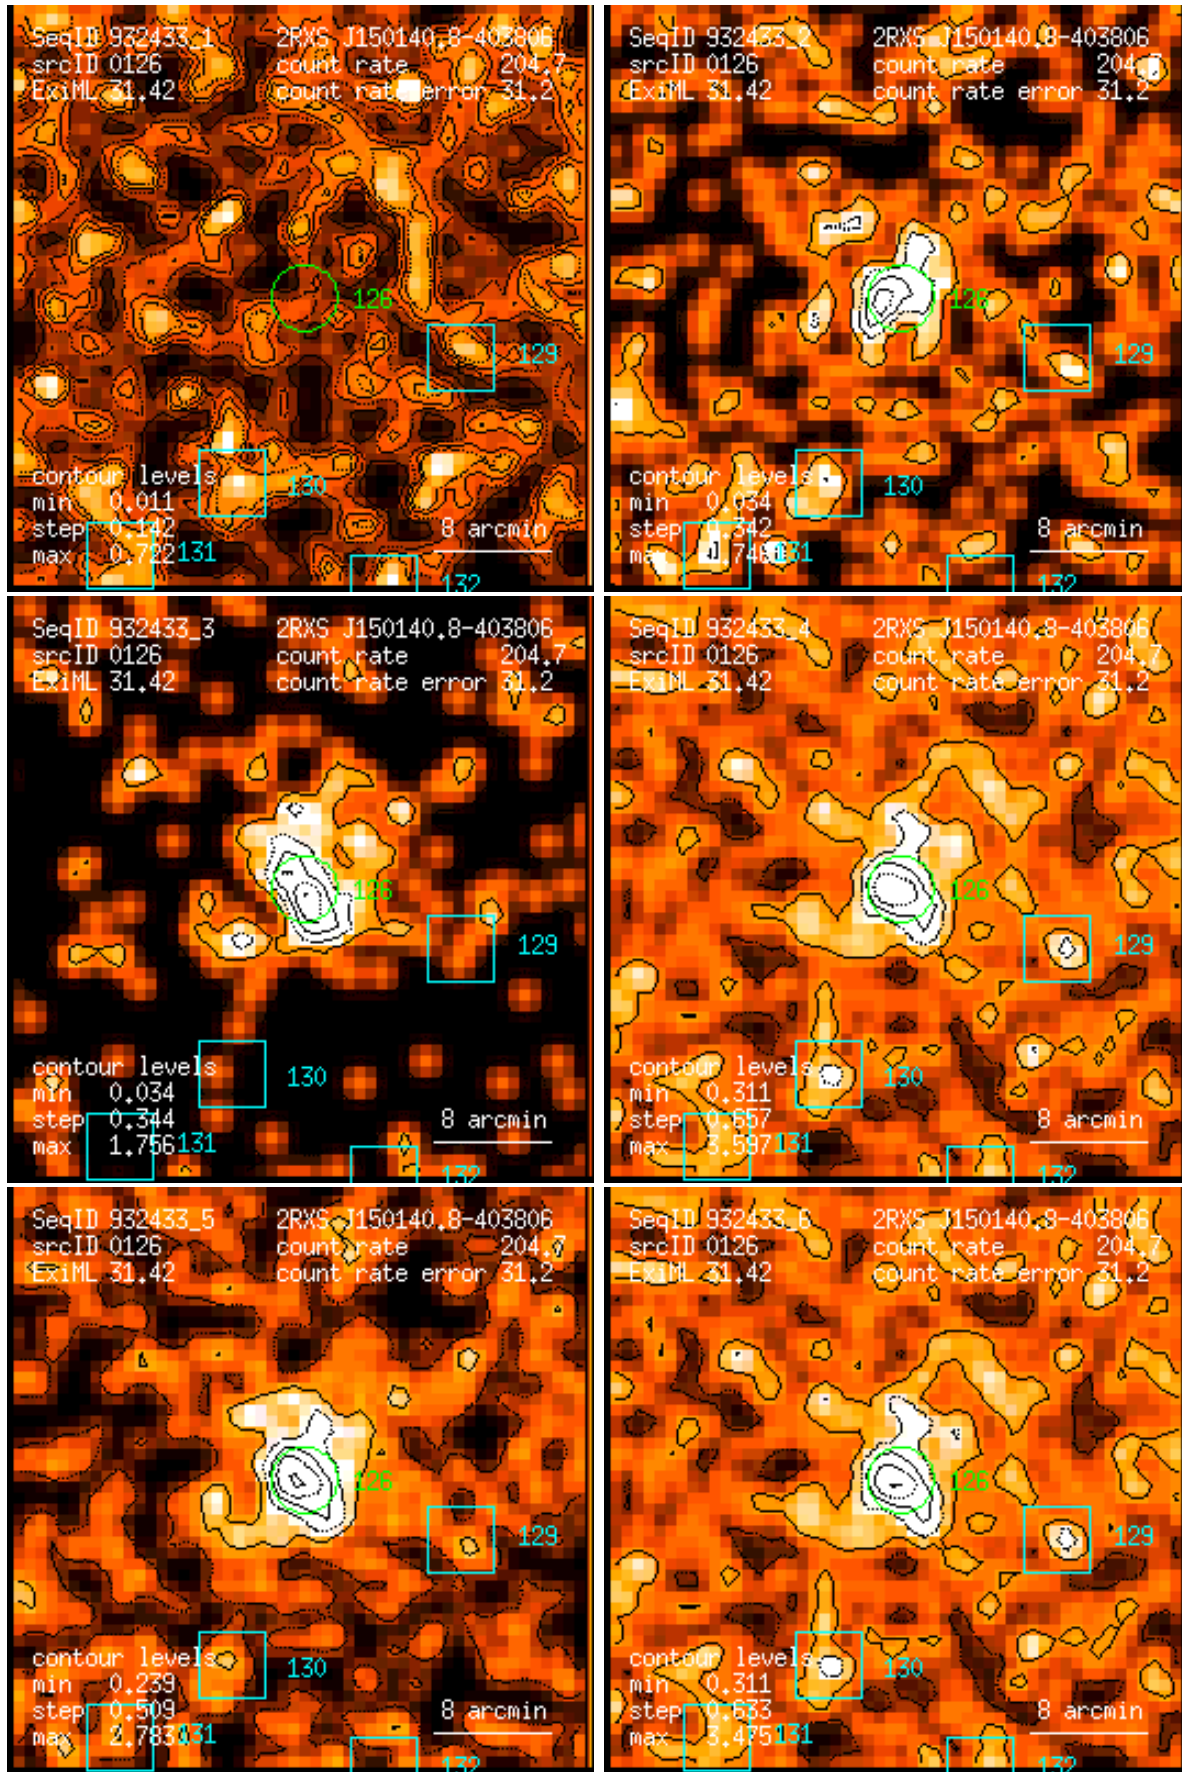 SeqID 932433_1 2RXS J150140.8-403806
srcID 0126 count rate 204.7
ExiML 31.42 count rate error 31.2
126
129
contour levels
130
min 0.011
step 0.142 8 arcmin
max 0.722 131
132
SeqID 932433_2 2RXS J150140.8-403806
srcID 0126 count rate 204.7
ExiML 31.42 count rate error 31.2
126
129
contour levels
130
min 0.034
step 0.342 8 arcmin
131
132
SeqID 932433_3 2RXS J150140.8-403806
srcID 0126 count rate 204.7
ExiML 31.42 count rate error 31.2
126
129
contour levels
130
min 0.034
step 0.344 8 arcmin
max 1.756 131
132
SeqID 932433_4 2RXS J150140.8-403806
srcID 0126 count rate 204.7
ExiML 31.42 count rate error 31.2
126
129
contour levels
130
min 0.311
step 0.657 8 arcmin
max 3.597 131
132
SeqID 932433_5 2RXS J150140.8-403806
srcID 0126 count rate 204.7
ExiML 31.42 count rate error 31.2
126
129
contour levels
130
min 0.239
step 0.509 8 arcmin
max 2.783 131
132
SeqID 932433_6 2RXS J150140.8-403806
srcID 0126 count rate 204.7
ExiML 31.42 count rate error 31.2
126
129
contour levels
130
min 0.311
step 0.633 8 arcmin
max 3.475 131
132